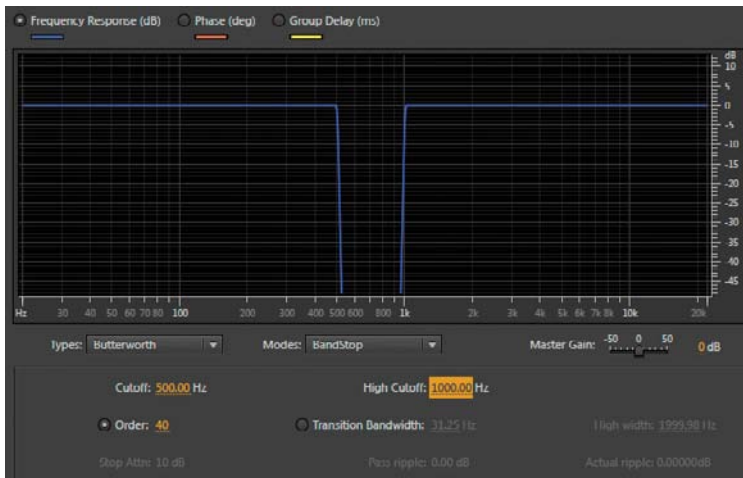 Frequency Response (dB) Phase (deg) Group Delay (ms)
dB
10
5
0
-5
-10
-15
-20
-25
-30
35
40
-45
Hz 30 40 50 60 70 80 100 200 300 400 500 600 800 1k 2k 3k 4k 5k 6k 7k 8k 10k 20k
Types: Butterworth Modes: BandStop Master Gain: -50 0 50 0 dB
Cutoff: 500.00 Hz High Cutoff: 1000.00 Hz
Order: 40 Transition Bandwidth: 31.25 Hz High width: 1999.98 Hz
Stop Attn: 10 dB Pass ripple: 0.00 dB Actual ripple: 0.00000dB